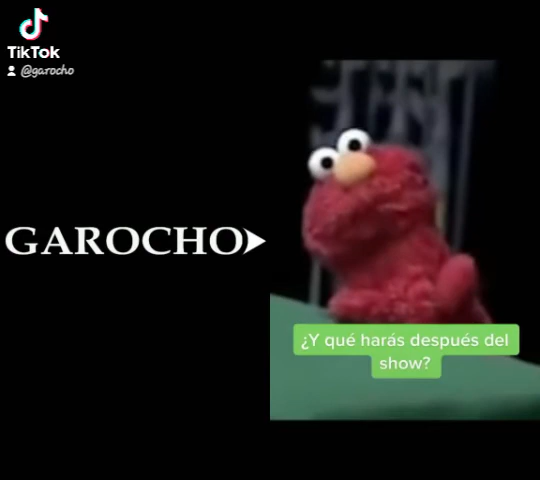 TikTok
@garocho
GAROCHO
¿Y qué harás después del
show?